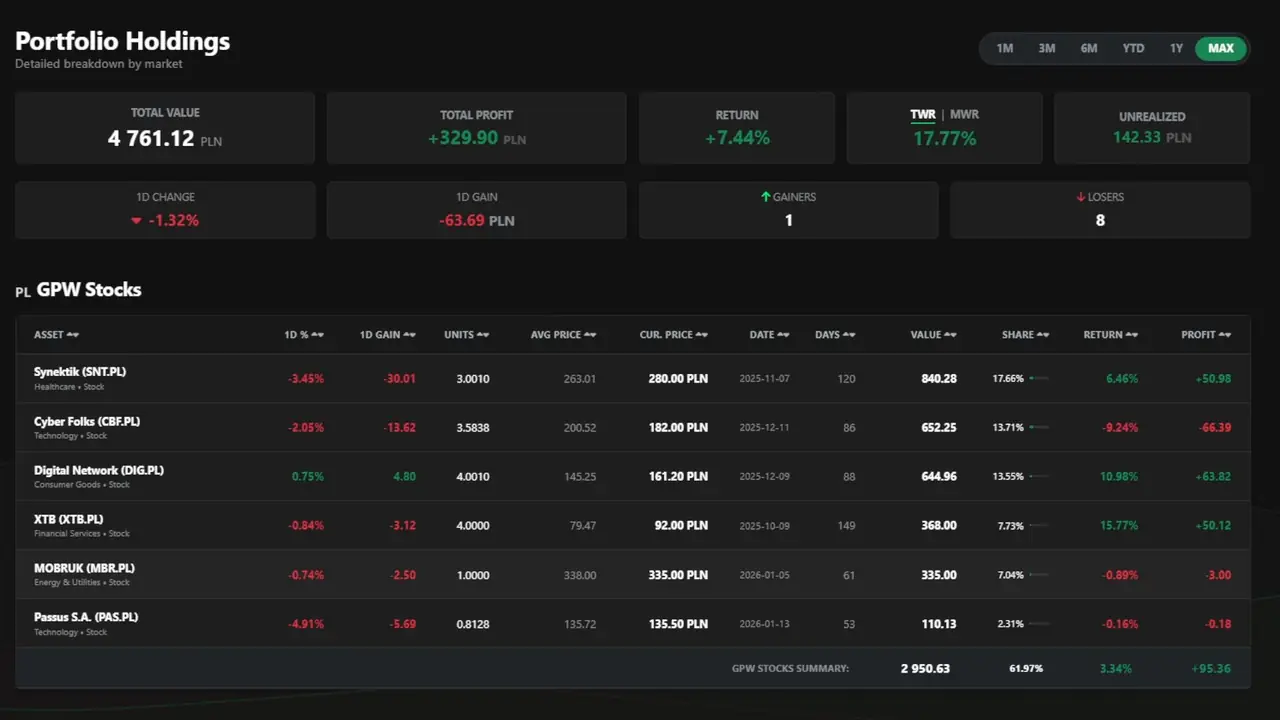 Portfolio Holdings
Detailed breakdown by market
1M 3M 6M YTD 1Y MAX
TOTAL VALUE
4 761.12 PLN
TOTAL PROFIT
+329.90 PLN
RETURN
+7.44%
TWR | MWR
17.77%
UNREALIZED
142.33 PLN
1D CHANGE
-1.32%
1D GAIN
-63.69 PLN
GAINERS
1
LOSERS
8
PL GPW Stocks
ASSET 1D % 1D GAIN UNITS AVG PRICE CUR. PRICE DATE DAYS VALUE SHARE RETURN PROFIT
Synektik (SNT.PL)
Healthcare • Stock
-3.45% -30.01 3.0010 263.01 280.00 PLN 2025-11-07 120 840.28 17.66% 6.46% +50.98
Cyber Folks (CBF.PL)
Technology • Stock
-2.05% -13.62 3.5838 200.52 182.00 PLN 2025-12-11 86 652.25 13.71% -9.24% -66.39
Digital Network (DIG.PL)
Consumer Goods • Stock
0.75% 4.80 4.0010 145.25 161.20 PLN 2025-12-09 88 644.96 13.55% 10.98% +63.82
XTB (XTB.PL)
Financial Services • Stock
-0.84% -3.12 4.0000 79.47 92.00 PLN 2025-10-09 149 368.00 7.73% 15.77% +50.12
MOBRUK (MBR.PL)
Energy & Utilities • Stock
-0.74% -2.50 1.0000 338.00 335.00 PLN 2026-01-05 61 335.00 7.04% -0.89% -3.00
Passus S.A. (PAS.PL)
Technology • Stock
-4.91% -5.69 0.8128 135.72 135.50 PLN 2026-01-13 53 110.13 2.31% -0.16% -0.18
GPW STOCKS SUMMARY: 2 950.63 61.97% 3.34% +95.36